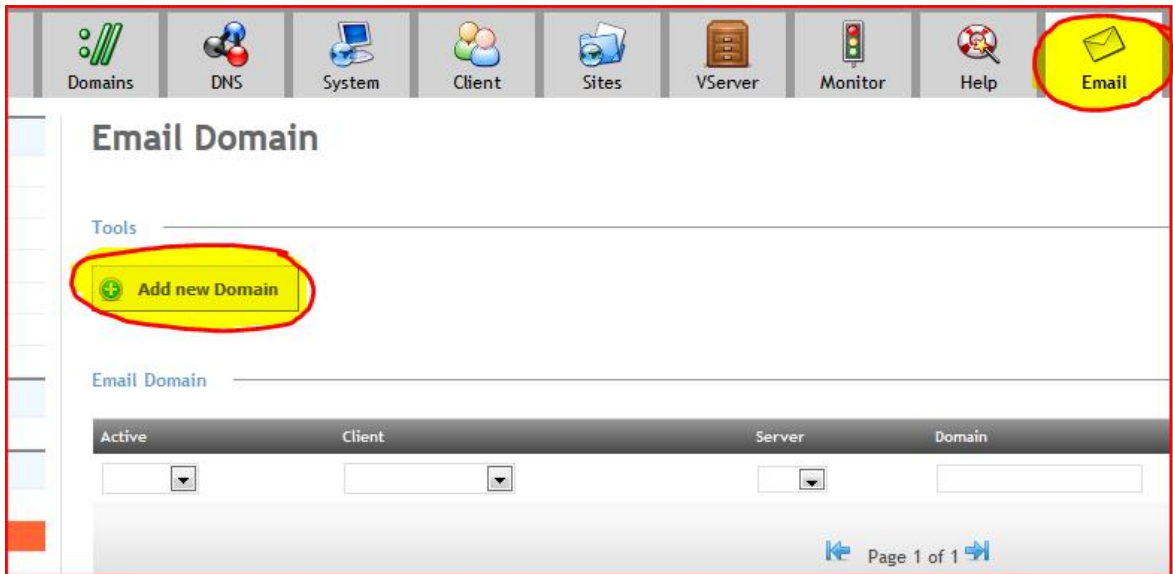 Domains DNS System Client Sites VServer Monitor Help Email
Email Domain
Tools
Add new Domain
Email Domain
Active Client Server Domain
Page 1 of 1